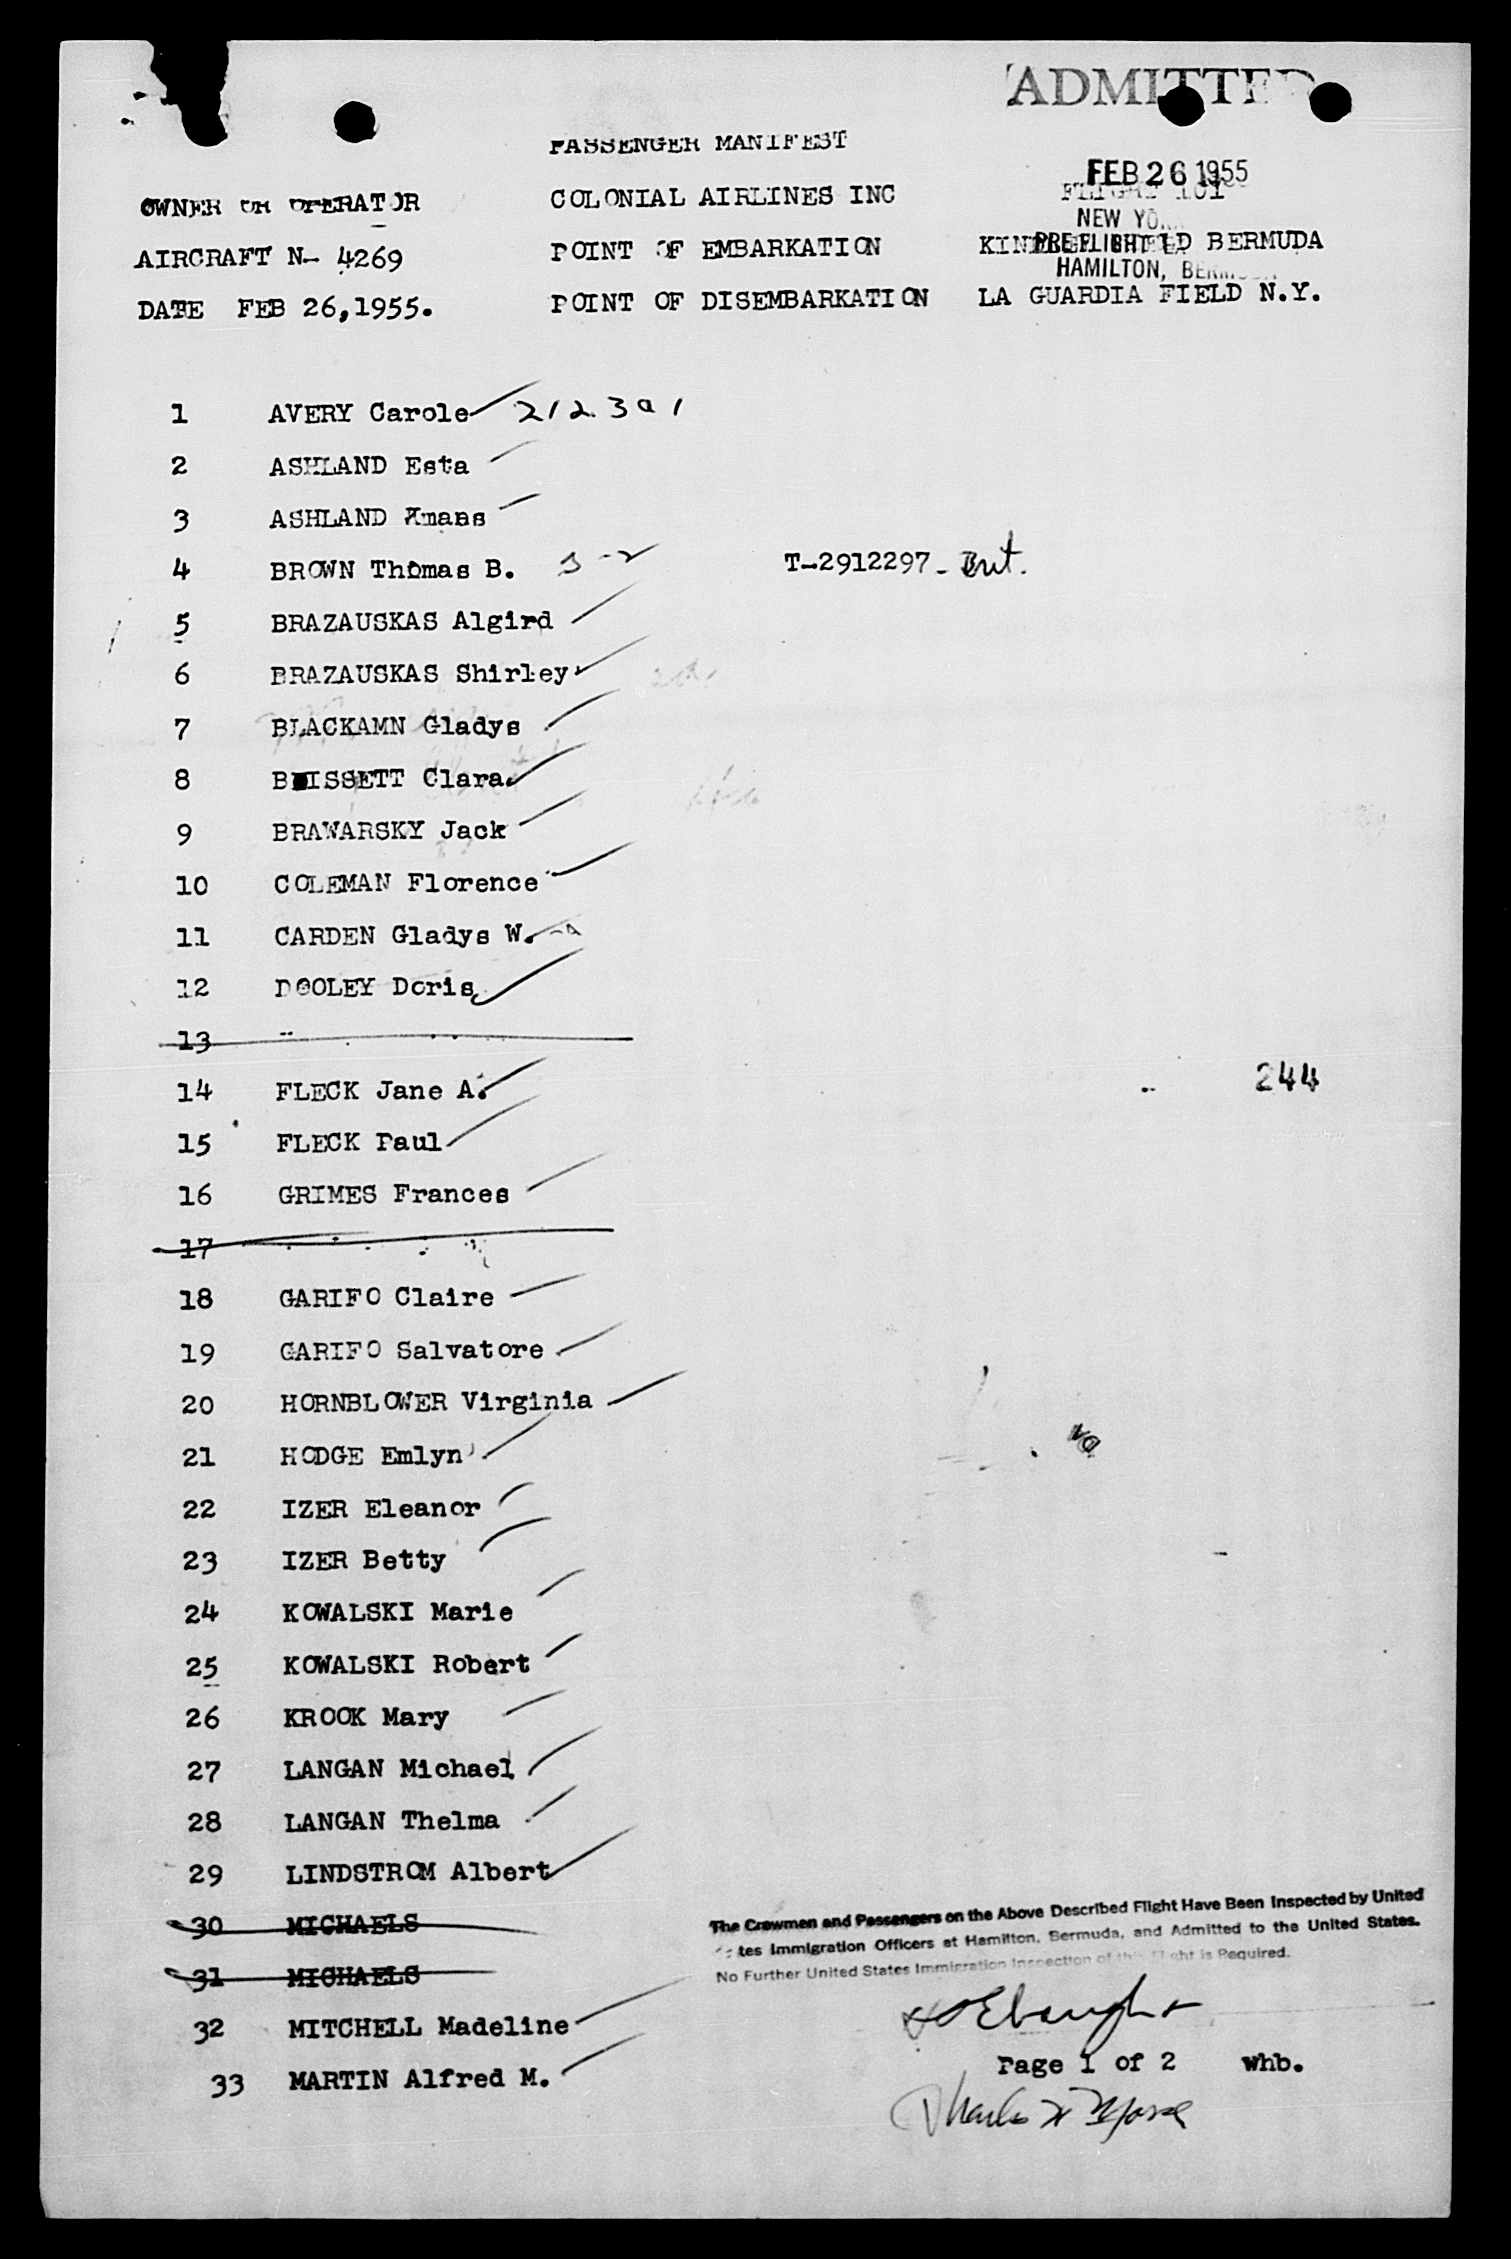 ADMITTED
PASSENGER MANIFEST
FEB 26 1955
OWNER OR OPERATOR COLONIAL AIRLINES INC FLIGHT
NEW
AIRCRAFT N- 4269 POINT OF EMBARKATION BERMUDA
PREFLIGHT
HAMILTON,
DATE FEB 26,1955. POINT OF DISEMBARKATION LA GUARDIA FIELD N.Y.
1 AVERY Carole
2 ASHLAND Esta
3 ASHLAND
4 BROWN Thomas B. 3-2 T-2912297 - Brit.
5 BRAZAUSKAS Algird
6 BRAZAUSKAS Shirley
7 BLACKAMN Gladys
8 Clara
9 BRAWARSKY Jack
10 COLEMAN Florence
11 CARDEN Gladys W.
12 DOOLEY Doris
13
14 FLECK Jane A. 244
15 FLECK Paul
16 GRIMES Frances
17
18 GARIFO Claire
19 GARIFO Salvatore
20 HORNBLOWER Virginia
21 HODGE Emlyn
22 IZER Eleanor
23 IZER Betty
24 KOWALSKI Marie
25 KOWALSKI Robert
26 KROOK Mary
27 LANGAN Michael
28 LANGAN Thelma
29 LINDSTROM Albert
30 MICHAELS
31 MICHAELS
32 MITCHELL Madeline
33 MARTIN Alfred M.
The Crewmen and Passengers on the Above Described Flight Have Been Inspected by United
tes Immigration Officers at Hamilton, Bermuda, and Admitted to the United States.
No Further United States Immigration Inspection of this Flight is Required.
Page 1 of 2 whb.